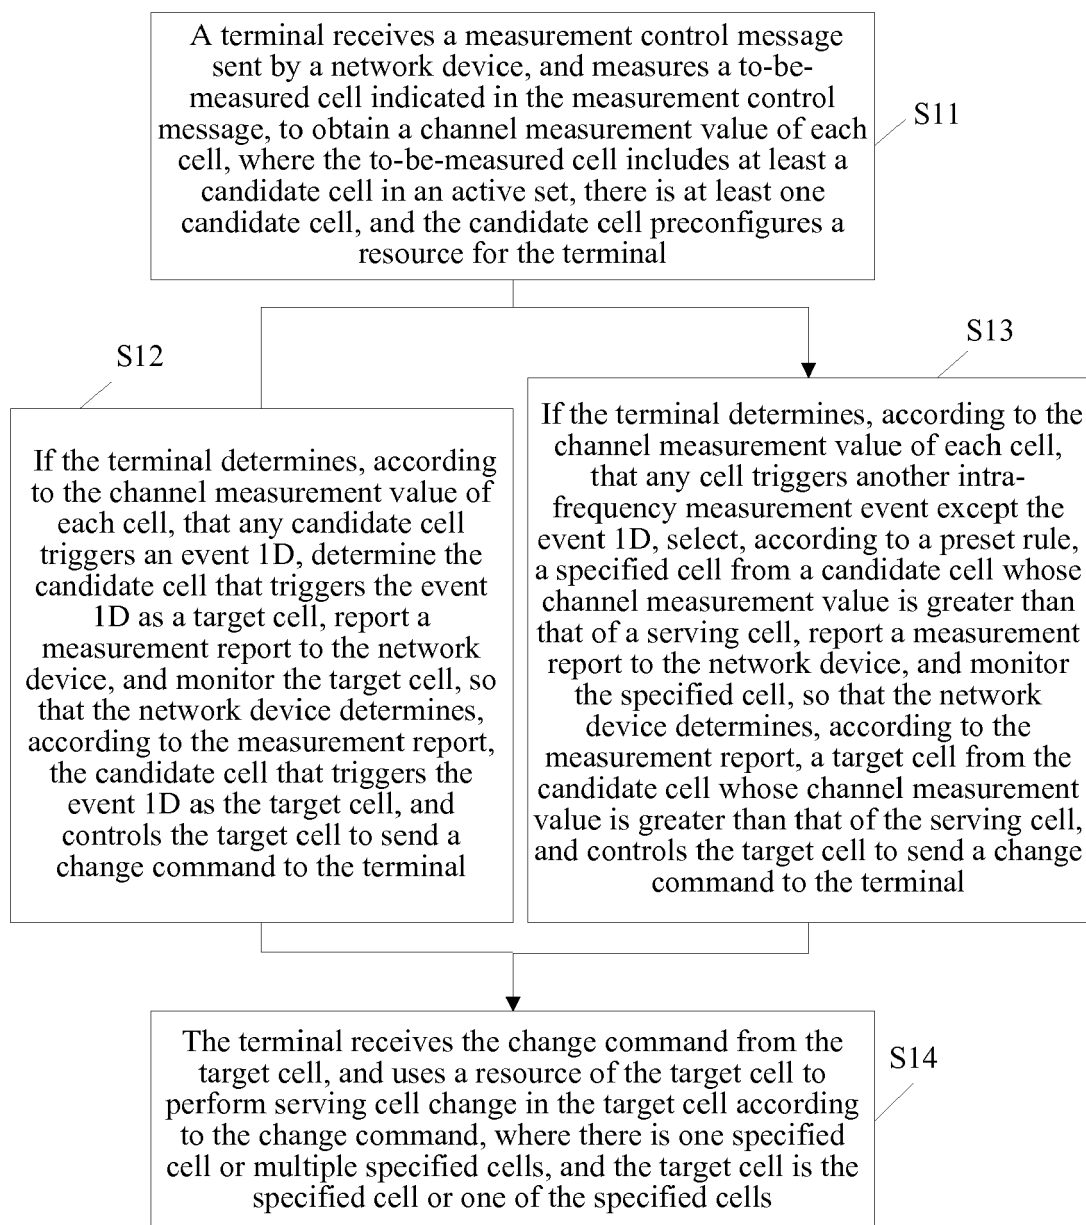 A terminal receives a measurement control message
sent by a network device, and measures a to-be-
measured cell indicated in the measurement control
message, to obtain a channel measurement value of each
cell, where the to-be-measured cell includes at least a
candidate cell in an active set, there is at least one
candidate cell, and the candidate cell preconfigures a
resource for the terminal
S11
S12
If the terminal determines, according
to the channel measurement value of
each cell, that any candidate cell
triggers an event 1D, determine the
candidate cell that triggers the event
1D as a target cell, report a
measurement report to the network
device, and monitor the target cell, so
that the network device determines,
according to the measurement report,
the candidate cell that triggers the
event 1D as the target cell, and
controls the target cell to send a
change command to the terminal
S13
If the terminal determines, according to the
channel measurement value of each cell,
that any cell triggers another intra-
frequency measurement event except the
event 1D, select, according to a preset rule,
a specified cell from a candidate cell whose
channel measurement value is greater than
that of a serving cell, report a measurement
report to the network device, and monitor
the specified cell, so that the network
device determines, according to the
measurement report, a target cell from the
candidate cell whose channel measurement
value is greater than that of the serving cell,
and controls the target cell to send a change
command to the terminal
The terminal receives the change command from the
target cell, and uses a resource of the target cell to
perform serving cell change in the target cell according
to the change command, where there is one specified
cell or multiple specified cells, and the target cell is the
specified cell or one of the specified cells
S14